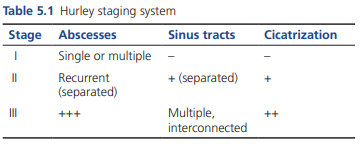 Table 5.1 Hurley staging system
Stage Abscesses Sinus tracts Cicatrization
I Single or multiple – –
II Recurrent + (separated) +
(separated)
III +++ Multiple, ++
interconnected